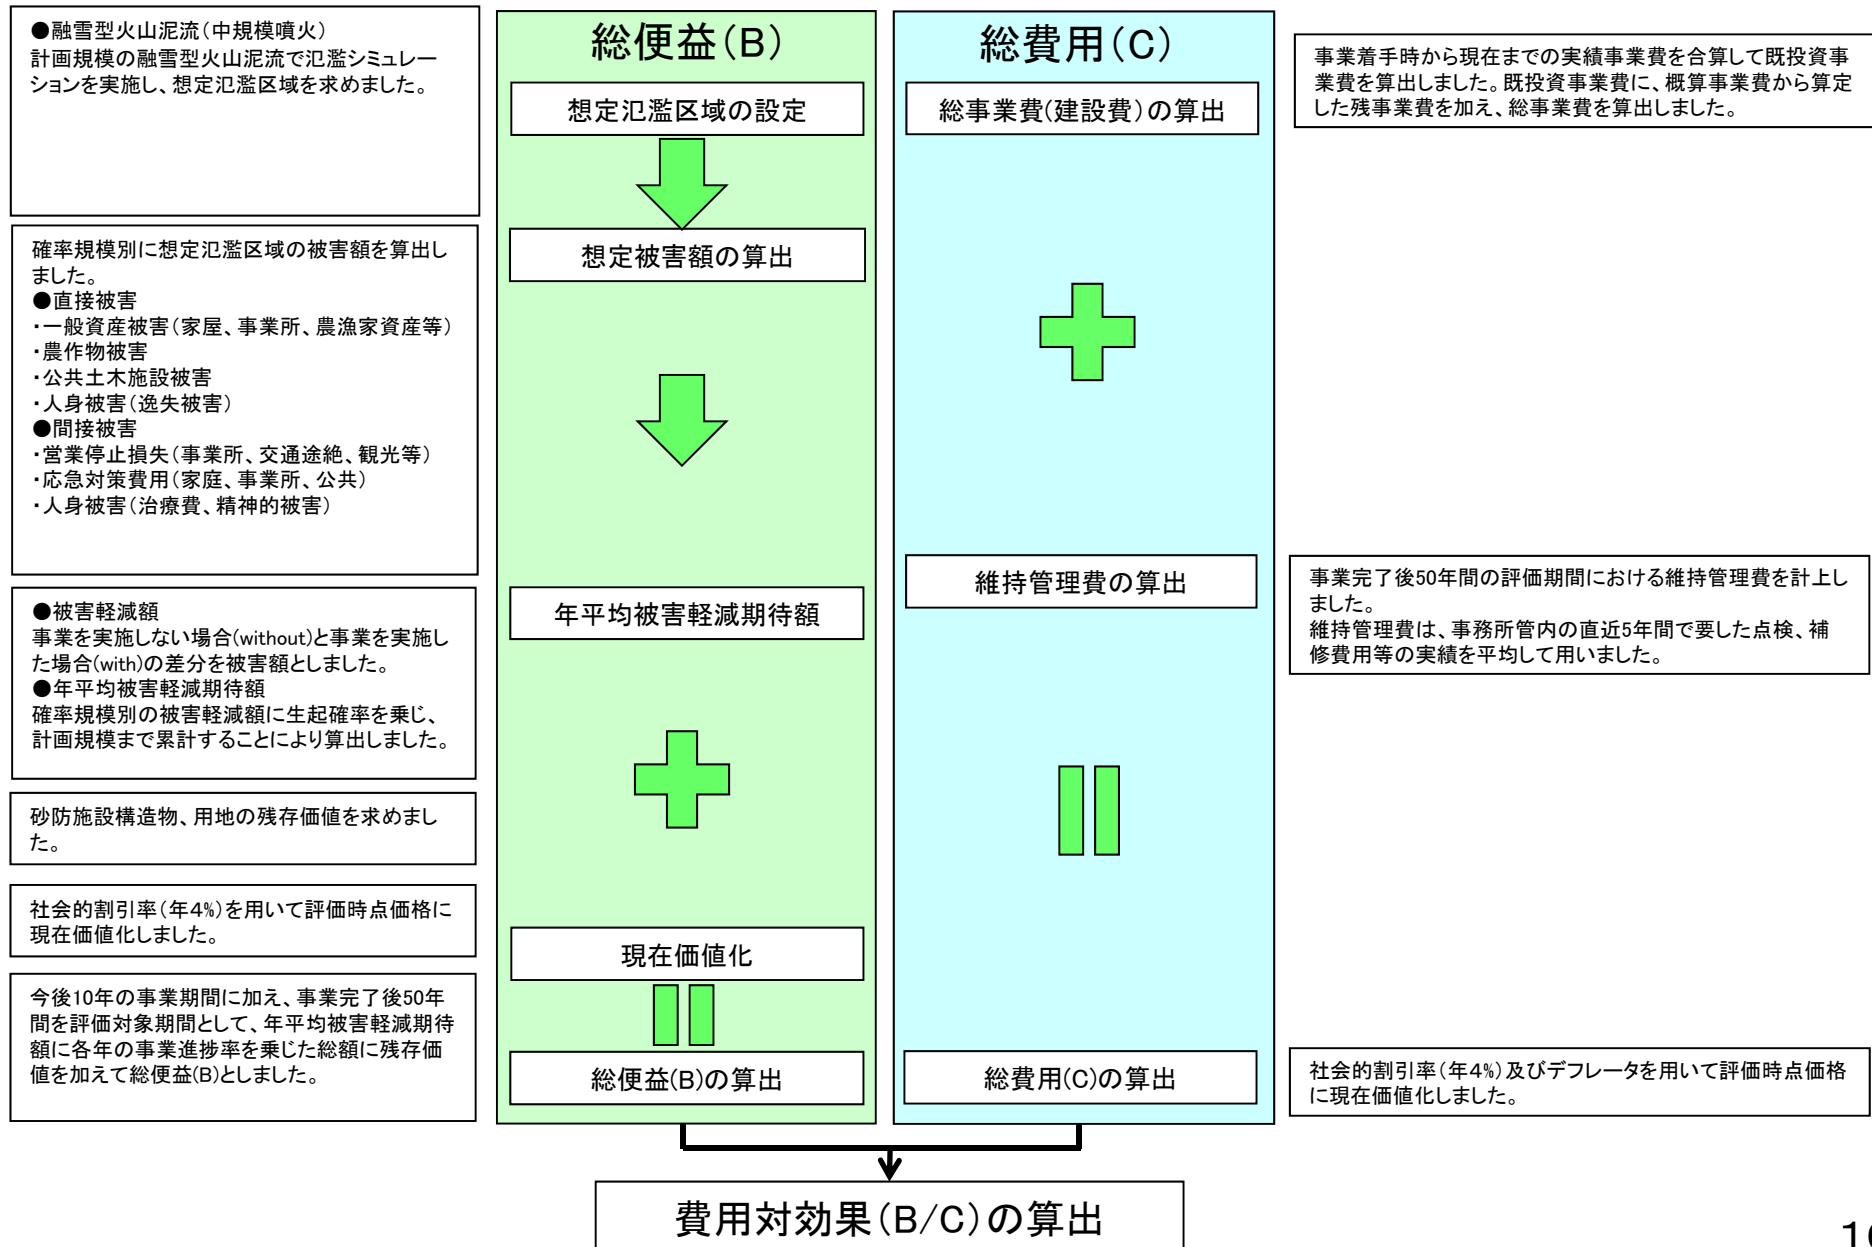 ●融雪型火山泥流（中規模噴火）
計画規模の融雪型火山泥流で氾濫シミュレー
ションを実施し、想定氾濫区域を求めました。
確率規模別に想定氾濫区域の被害額を算出し
ました。
●直接被害
・一般資産被害（家屋、事業所、農漁家資産等）
・農作物被害
・公共土木施設被害
・人身被害（逸失被害）
●間接被害
・営業停止損失（事業所、交通途絶、観光等）
・応急対策費用（家庭、事業所、公共）
・人身被害（治療費、精神的被害）
●被害軽減額
事業を実施しない場合(without)と事業を実施し
た場合(with)の差分を被害額としました。
●年平均被害軽減期待額
確率規模別の被害軽減額に生起確率を乗じ、
計画規模まで累計することにより算出しました。
砂防施設構造物、用地の残存価値を求めまし
た。
社会的割引率（年4%）を用いて評価時点価格に
現在価値化しました。
今後10年の事業期間に加え、事業完了後50年
間を評価対象期間として、年平均被害軽減期待
額に各年の事業進捗率を乗じた総額に残存価
値を加えて総便益(B)としました。
総便益（B）
想定氾濫区域の設定
想定被害額の算出
年平均被害軽減期待額
現在価値化
総便益(B)の算出
総費用（C）
総事業費(建設費）の算出
維持管理費の算出
総費用(C)の算出
事業着手時から現在までの実績事業費を合算して既投資事
業費を算出しました。既投資事業費に、概算事業費から算定
した残事業費を加え、総事業費を算出しました。
事業完了後50年間の評価期間における維持管理費を計上し
ました。
維持管理費は、事務所管内の直近5年間で要した点検、補
修費用等の実績を平均して用いました。
社会的割引率（年4%）及びデフレータを用いて評価時点価格
に現在価値化しました。
費用対効果（B/C）の算出